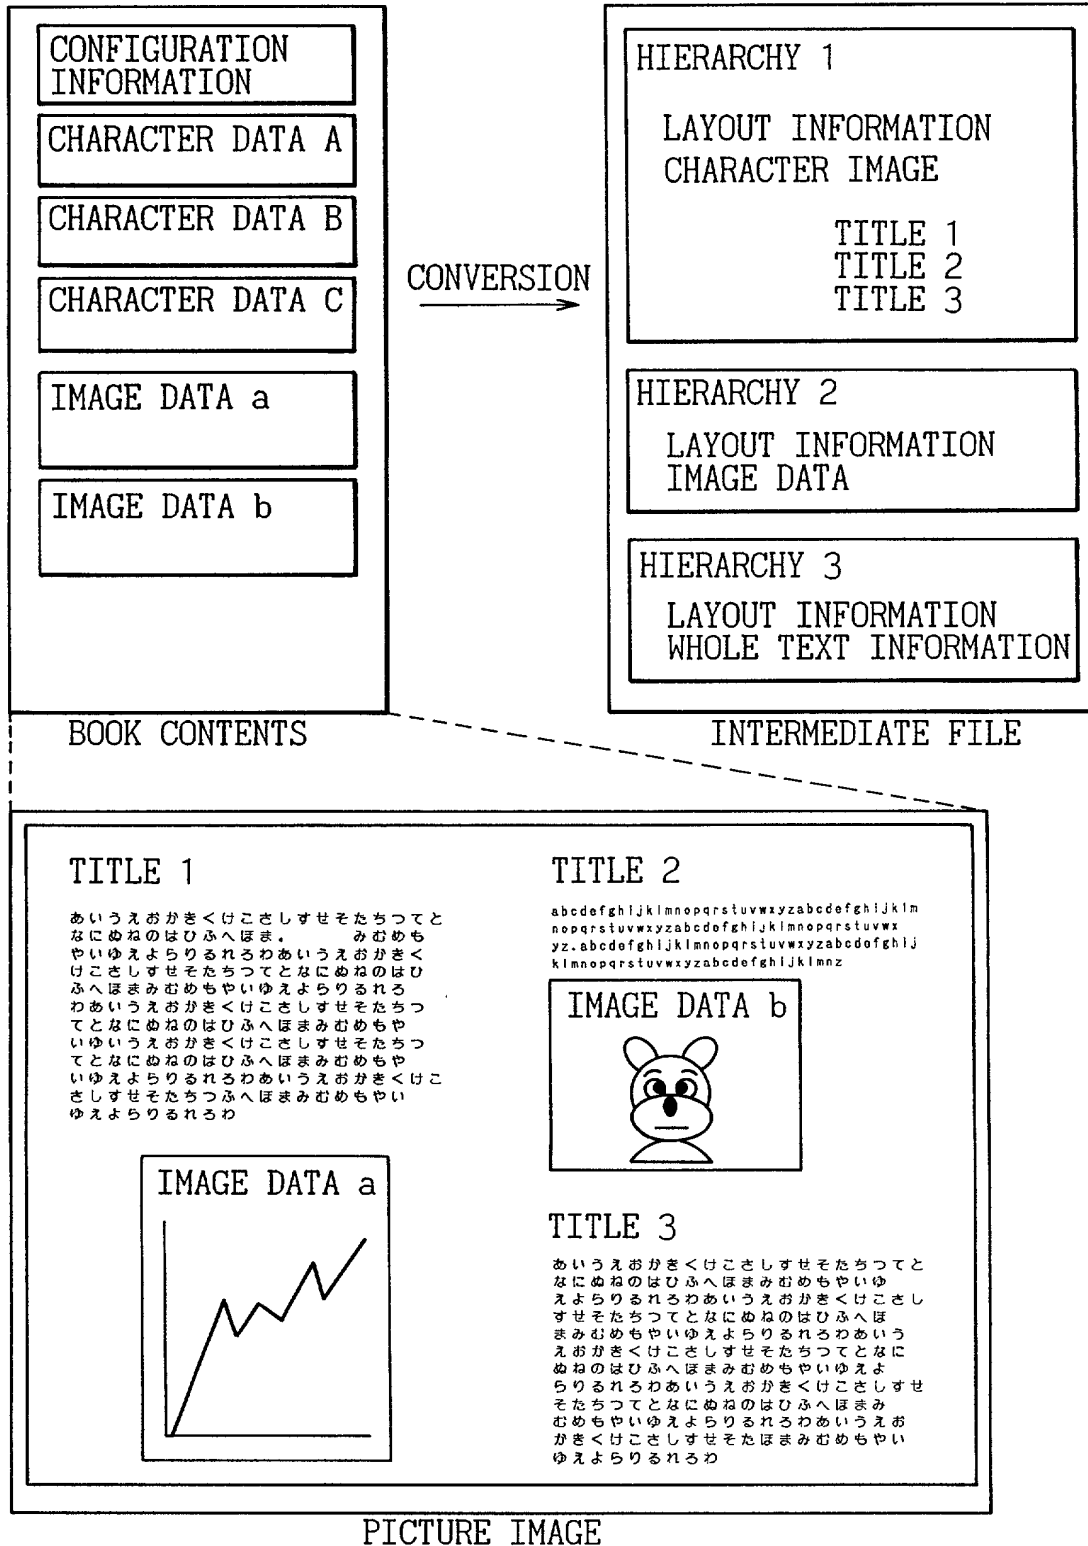 CONFIGURATION
INFORMATION
CHARACTER DATA A
CHARACTER DATA B
CHARACTER DATA C
IMAGE DATA a
IMAGE DATA b
BOOK CONTENTS
CONVERSION
HIERARCHY 1
LAYOUT INFORMATION
CHARACTER IMAGE
TITLE 1
TITLE 2
TITLE 3
HIERARCHY 2
LAYOUT INFORMATION
IMAGE DATA
HIERARCHY 3
LAYOUT INFORMATION
WHOLE TEXT INFORMATION
INTERMEDIATE FILE
TITLE 1
あいうえおかきくけこさしすせそたちつてと
なにぬねのはひふへほま. みむめも
やいゆえよらりるれろわあいうえおかきく
けこさしすせそたちつてとなにぬねのはひ
ふへほまみむめもやいゆえよらりるれろ
わあいうえおかきくけこさしすせそたちつ
てとなにぬねのはひふへほまみむめもや
いゆいうえおかきくけこさしすせそたちつ
てとなにぬねのはひふへほまみむめもや
いゆえよらりるれろわあいうえおかきくけこ
さしすせそたちつふへほまみむめもやい
ゆえよらりるれろわ
IMAGE DATA a
TITLE 2
abcdefghijklmnopqrstuvwxyzabcdefghijklm
nopqrstuvwxyzabcdefghijklmnopqrstuvwx
yz.abcdefghijklmnopqrstuvwxyzabcdefghij
klmnopqrstuvwxyzabcdefghijklmnz
IMAGE DATA b
TITLE 3
あいうえおかきくけこさしすせそたちつてと
なにぬねのはひふへほまみむめもやいゆ
えよらりるれろわあいうえおかきくけこさし
すせそたちつてとなにぬねのはひふへほ
まみむめもやいゆえよらりるれろわあいう
えおかきくけこさしすせそたちつてとなに
ぬねのはひふへほまみむめもやいゆえよ
らりるれろわあいうえおかきくけこさしすせ
そたちつてとなにぬねのはひふへほまみ
むめもやいゆえよらりるれろわあいうえお
かきくけこさしすせそたほまみむめもやい
ゆえよらりるれろわ
PICTURE IMAGE